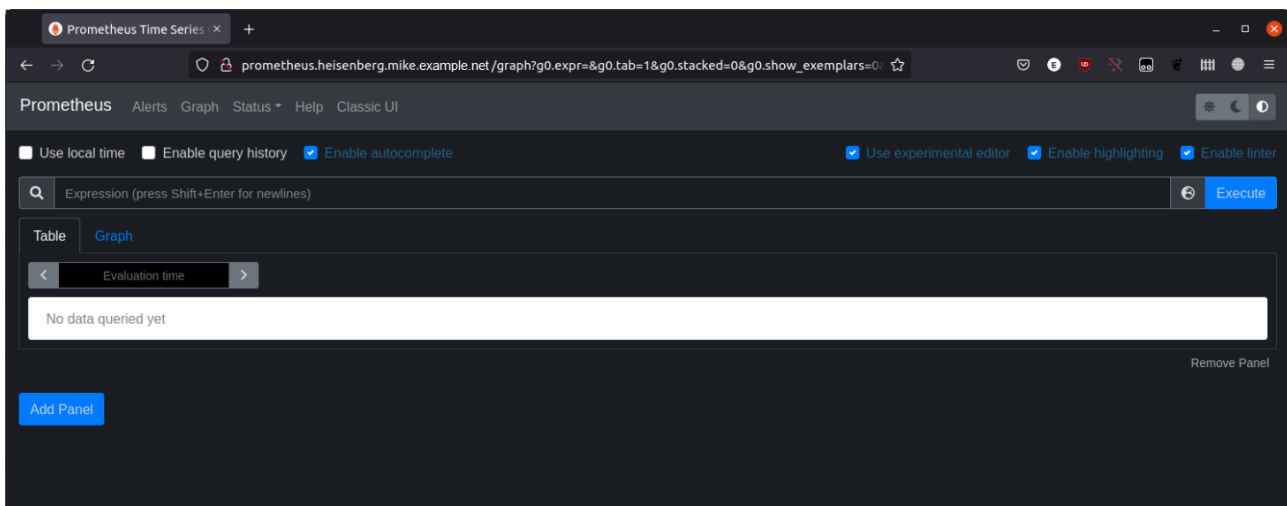 Prometheus Time Series
prometheus.heisenberg.mike.example.net/graph?g0.expr=&g0.tab=1&g0.stacked=0&g0.show_exemplars=0
Prometheus Alerts Graph Status Help Classic UI
Use local time Enable query history Enable autocomplete Use experimental editor Enable highlighting Enable linter
Expression (press Shift+Enter for newlines) Execute
Table Graph
Evaluation time
No data queried yet
Remove Panel
Add Panel